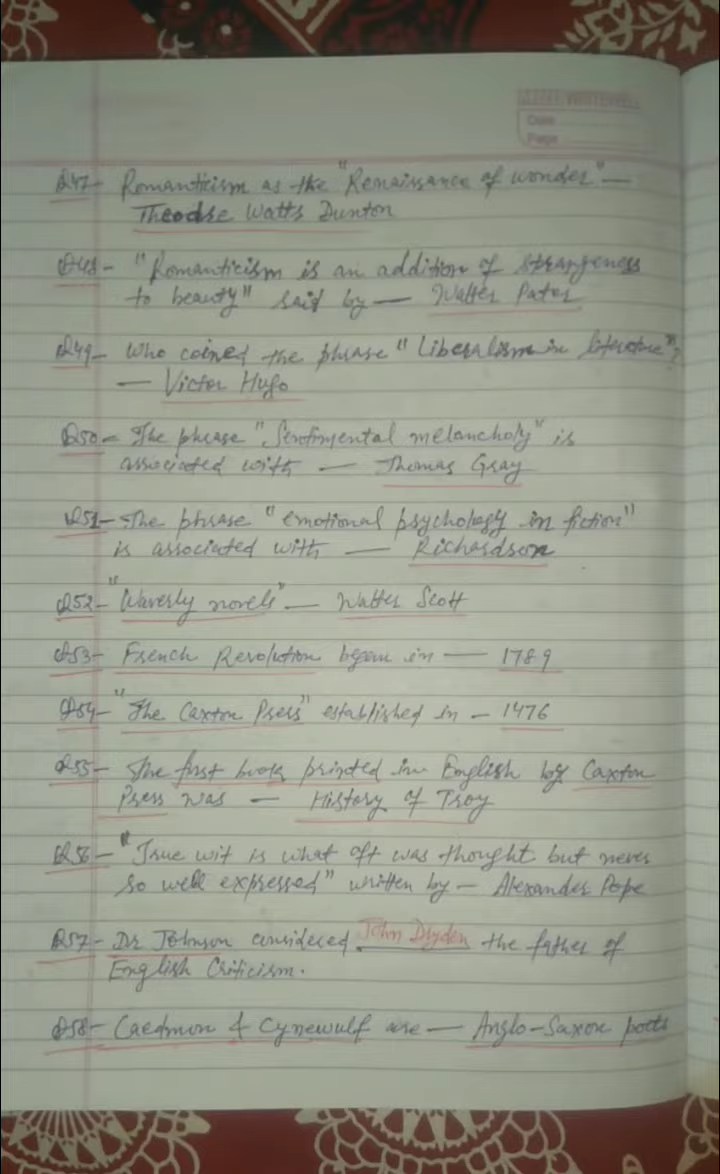 Date
Page
Q47- Romanticism as the "Renaissance of wonder" —
Theodse Watts Dunton
Q48- "Romanticism is an addition of strangeness
to beauty" said by — Walter Pater
Q49- Who coined the phrase "Liberalism in literature"?
— Victor Hugo
Q50- The phrase "Sentimental melancholy" is
associated with — Thomas Gray
Q51- The phrase "emotional psychology in fiction"
is associated with — Richardson
Q52- "Waverly novels" — Walter Scott
Q53- French Revolution began in — 1789
Q54- "The Caxton Press" established in - 1476
Q55- The first book printed in English by Caxton
Press was — History of Troy
Q56- "True wit is what oft was thought but never
so well expressed" written by - Alexander Pope
Q57- Dr Johnson considered John Dryden the father of
English Criticism.
Q58- Caedmon & Cynewulf are — Anglo-Saxon poets